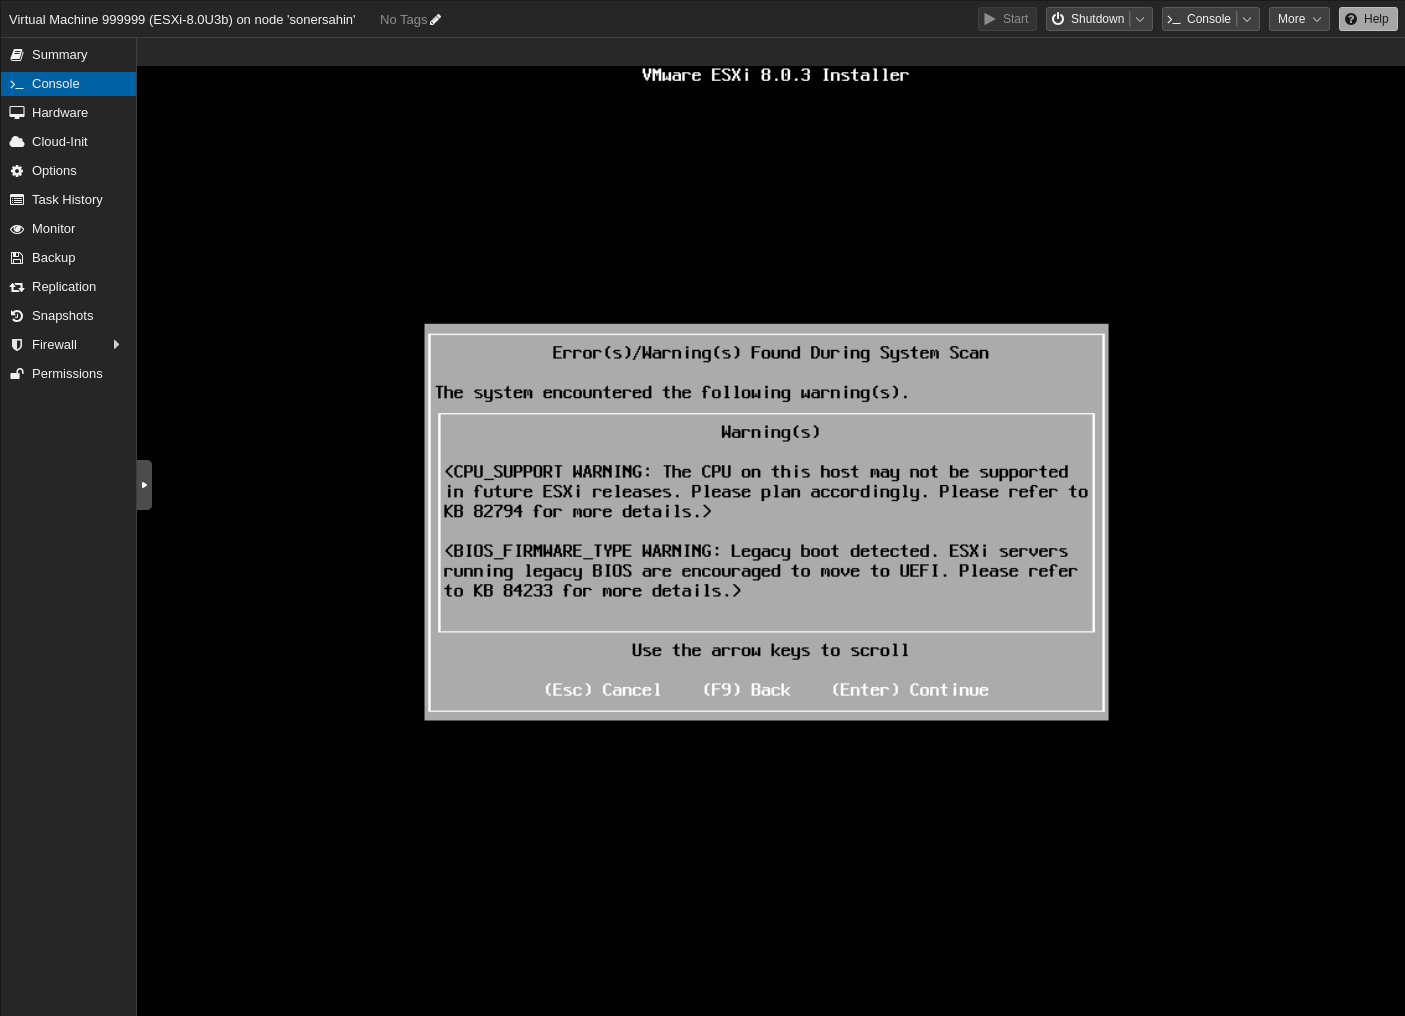 Virtual Machine 999999 (ESXi-8.0U3b) on node 'sonersahin' No Tags Start Shutdown Console More Help
Summary
Console
Hardware
Cloud-Init
Options
Task History
Monitor
Backup
Replication
Snapshots
Firewall
Permissions
VMware ESXi 8.0.3 Installer
Error(s)/Warning(s) Found During System Scan
The system encountered the following warning(s).
Warning(s)
<CPU_SUPPORT WARNING: The CPU on this host may not be supported
in future ESXi releases. Please plan accordingly. Please refer to
KB 82794 for more details.>
<BIOS_FIRMWARE_TYPE WARNING: Legacy boot detected. ESXi servers
running legacy BIOS are encouraged to move to UEFI. Please refer
to KB 84233 for more details.>
Use the arrow keys to scroll
(Esc) Cancel (F9) Back (Enter) Continue